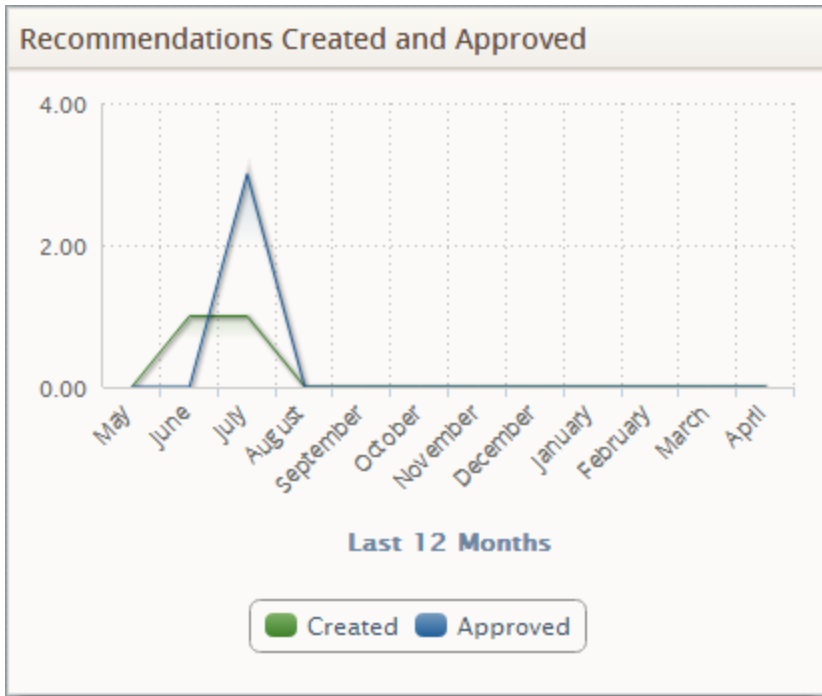 Recommendations Created and Approved
4.00
2.00
0.00
May June July August September October November December January February March April
Last 12 Months
Created Approved